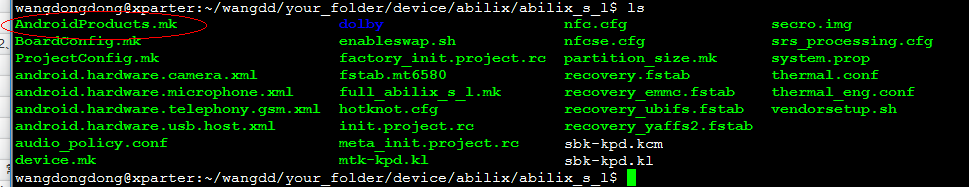 wangdongdong@xparter:~/wangdd/your_folder/device/abilix/abilix_s_l$ ls
AndroidProducts.mk dolby nfc.cfg secro.img
BoardConfig.mk enableswap.sh nfcse.cfg srs_processing.cfg
ProjectConfig.mk factory_init.project.rc partition_size.mk system.prop
android.hardware.camera.xml fstab.mt6580 recovery.fstab thermal.conf
android.hardware.microphone.xml full_abilix_s_l.mk recovery_emmc.fstab thermal_eng.conf
android.hardware.telephony.gsm.xml hotknot.cfg recovery_ubifs.fstab vendorsetup.sh
android.hardware.usb.host.xml init.project.rc recovery_yaffs2.fstab
audio_policy.conf meta_init.project.rc sbk-kpd.kcm
device.mk mtk-kpd.kl sbk-kpd.kl
wangdongdong@xparter:~/wangdd/your_folder/device/abilix/abilix_s_l$